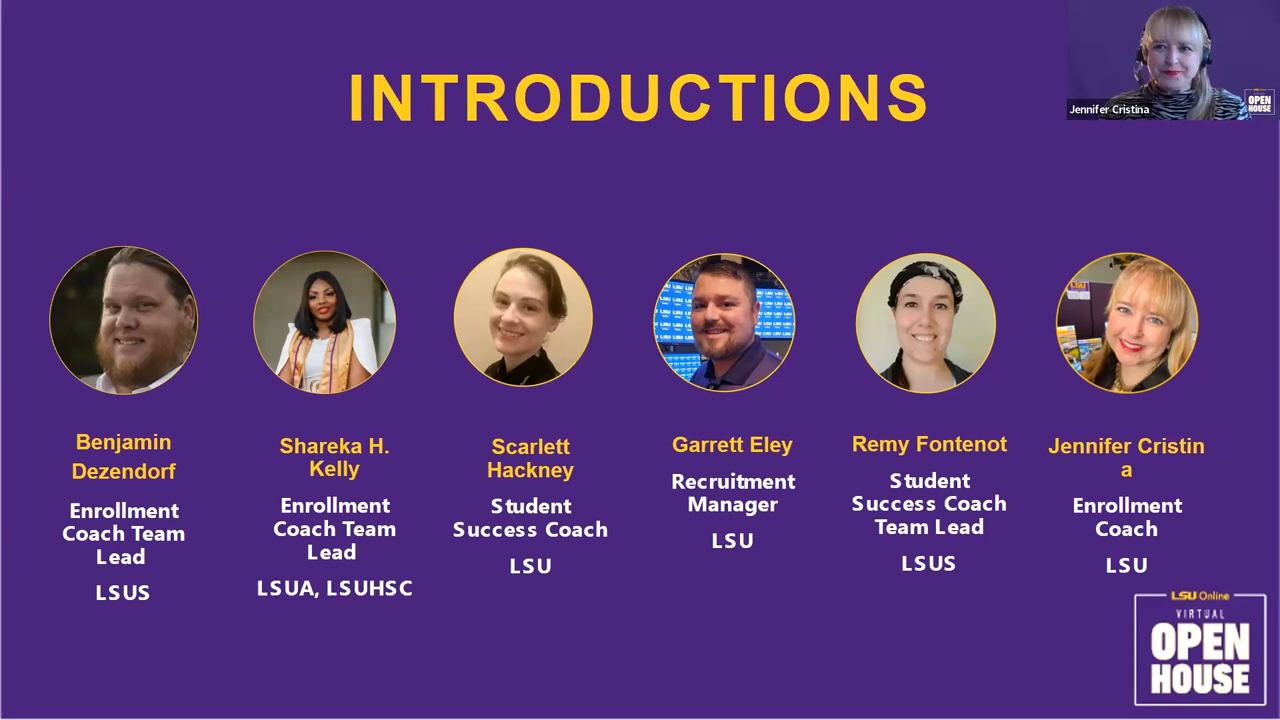 INTRODUCTIONS
Jennifer Cristina
OPEN
HOUSE
Benjamin
Dezendorf
Enrollment
Coach Team
Lead
LSUS
Shareka H.
Kelly
Enrollment
Coach Team
Lead
LSUA, LSUHSC
Scarlett
Hackney
Student
Success Coach
LSU
Garrett Eley
Recruitment
Manager
LSU
Remy Fontenot
Student
Success Coach
Team Lead
LSUS
Jennifer Cristin
a
Enrollment
Coach
LSU
LSU Online
VIRTUAL
OPEN
HOUSE